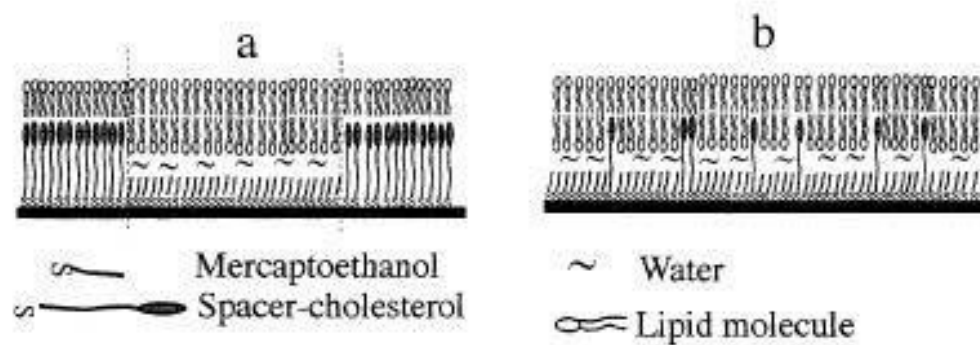 a
b
S Mercaptoethanol
S Spacer-cholesterol
~ Water
Lipid molecule